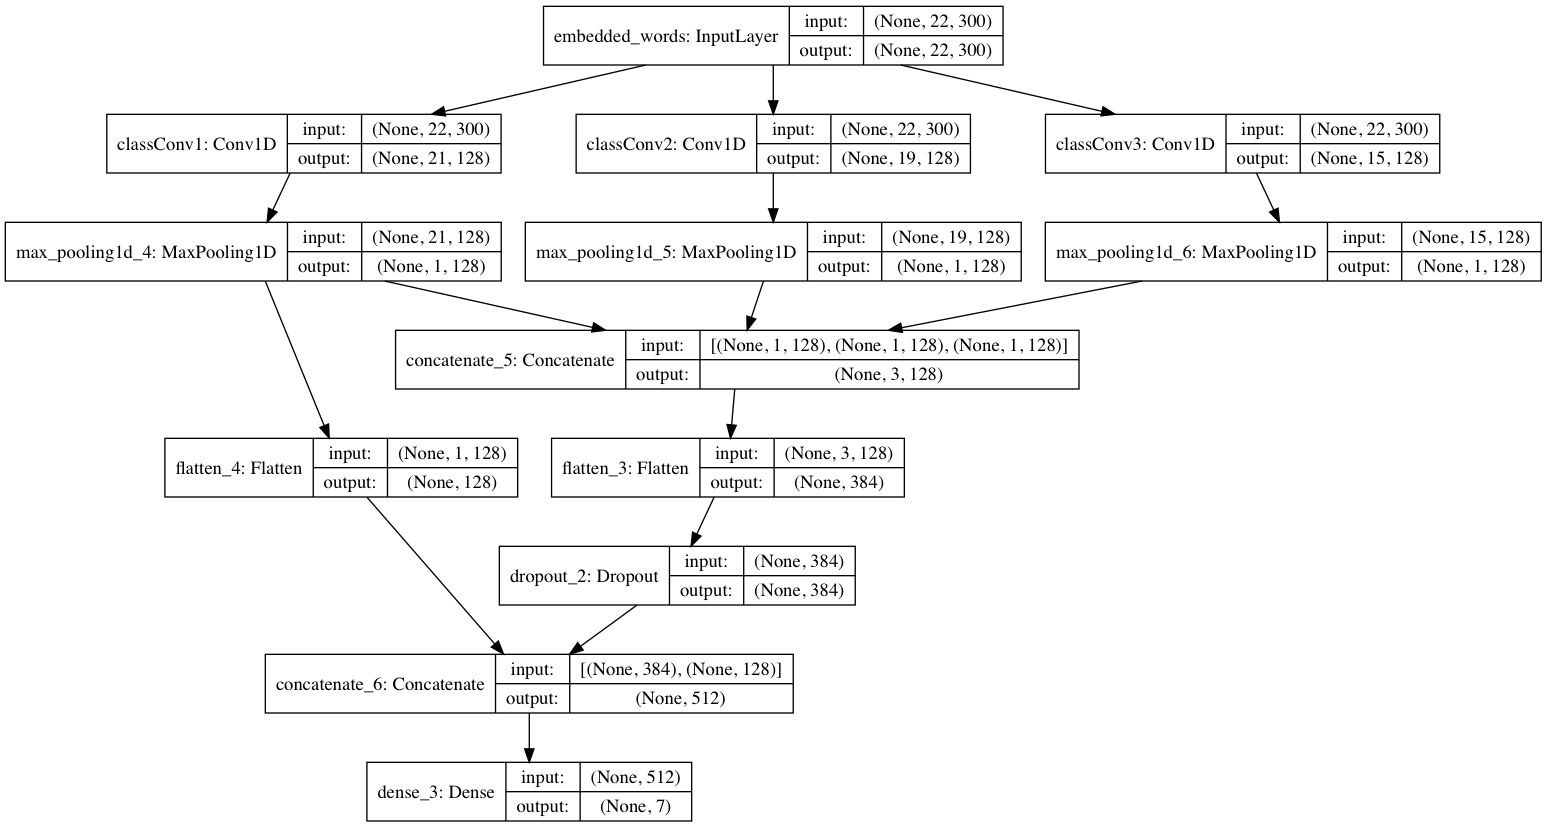 embedded_words: InputLayer
input:
(None, 22, 300)
output:
(None, 22, 300)
classConv1: Conv1D
input:
(None, 22, 300)
output:
(None, 21, 128)
classConv2: Conv1D
input:
(None, 22, 300)
output:
(None, 19, 128)
classConv3: Conv1D
input:
(None, 22, 300)
output:
(None, 15, 128)
max_pooling1d_4: MaxPooling1D
input:
(None, 21, 128)
output:
(None, 1, 128)
max_pooling1d_5: MaxPooling1D
input:
(None, 19, 128)
output:
(None, 1, 128)
max_pooling1d_6: MaxPooling1D
input:
(None, 15, 128)
output:
(None, 1, 128)
concatenate_5: Concatenate
input:
[(None, 1, 128), (None, 1, 128), (None, 1, 128)]
output:
(None, 3, 128)
flatten_4: Flatten
input:
(None, 1, 128)
output:
(None, 128)
flatten_3: Flatten
input:
(None, 3, 128)
output:
(None, 384)
dropout_2: Dropout
input:
(None, 384)
output:
(None, 384)
concatenate_6: Concatenate
input:
[(None, 384), (None, 128)]
output:
(None, 512)
dense_3: Dense
input:
(None, 512)
output:
(None, 7)